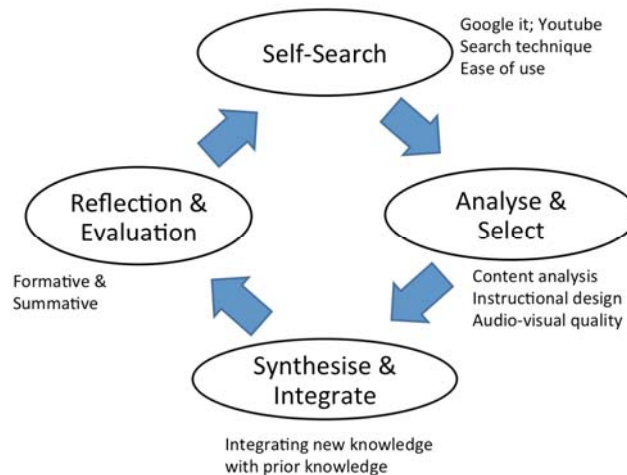 Self-Search
Google it; Youtube
Search technique
Ease of use
Analyse &
Select
Content analysis
Instructional design
Audio-visual quality
Synthesise &
Integrate
Integrating new knowledge
with prior knowledge
Reflection &
Evaluation
Formative &
Summative